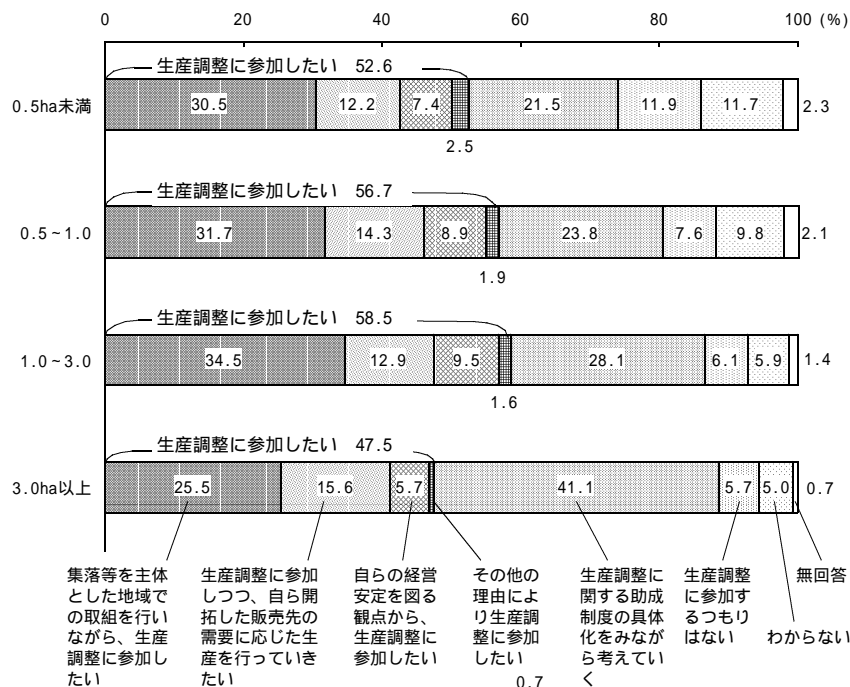 0 20 40 60 80 100 (%)
生産調整に参加したい 52.6
0.5ha未満 30.5 12.2 7.4 21.5 11.9 11.7 2.3
2.5
生産調整に参加したい 56.7
0.5~1.0 31.7 14.3 8.9 23.8 7.6 9.8 2.1
1.9
生産調整に参加したい 58.5
1.0~3.0 34.5 12.9 9.5 28.1 6.1 5.9 1.4
1.6
生産調整に参加したい 47.5
3.0ha以上 25.5 15.6 5.7 41.1 5.7 5.0 0.7
集落等を主体
とした地域で
の取組を行い
ながら、生産
調整に参加し
たい
生産調整に参加
しつつ、自ら開
拓した販売先の
需要に応じた生
産を行っていき
たい
自らの経営
安定を図る
観点から、
生産調整に
参加したい
その他の
理由によ
り生産調
整に参加
したい
0.7
生産調整に
関する助成
制度の具体
化をみなが
ら考えてい
く
生産調整
に参加す
るつもり
はない
わからない
無回答